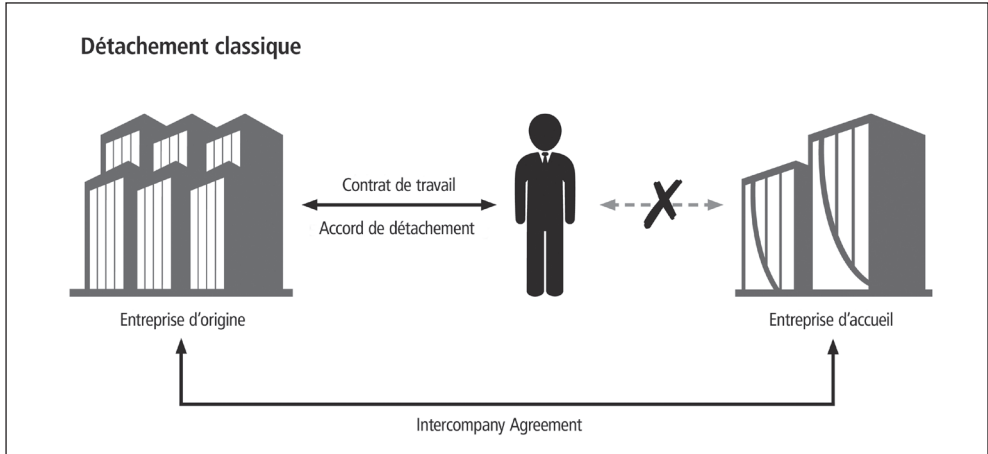 Détachement classique
Contrat de travail
Accord de détachement
Entreprise d'origine
Entreprise d'accueil
Intercompany Agreement